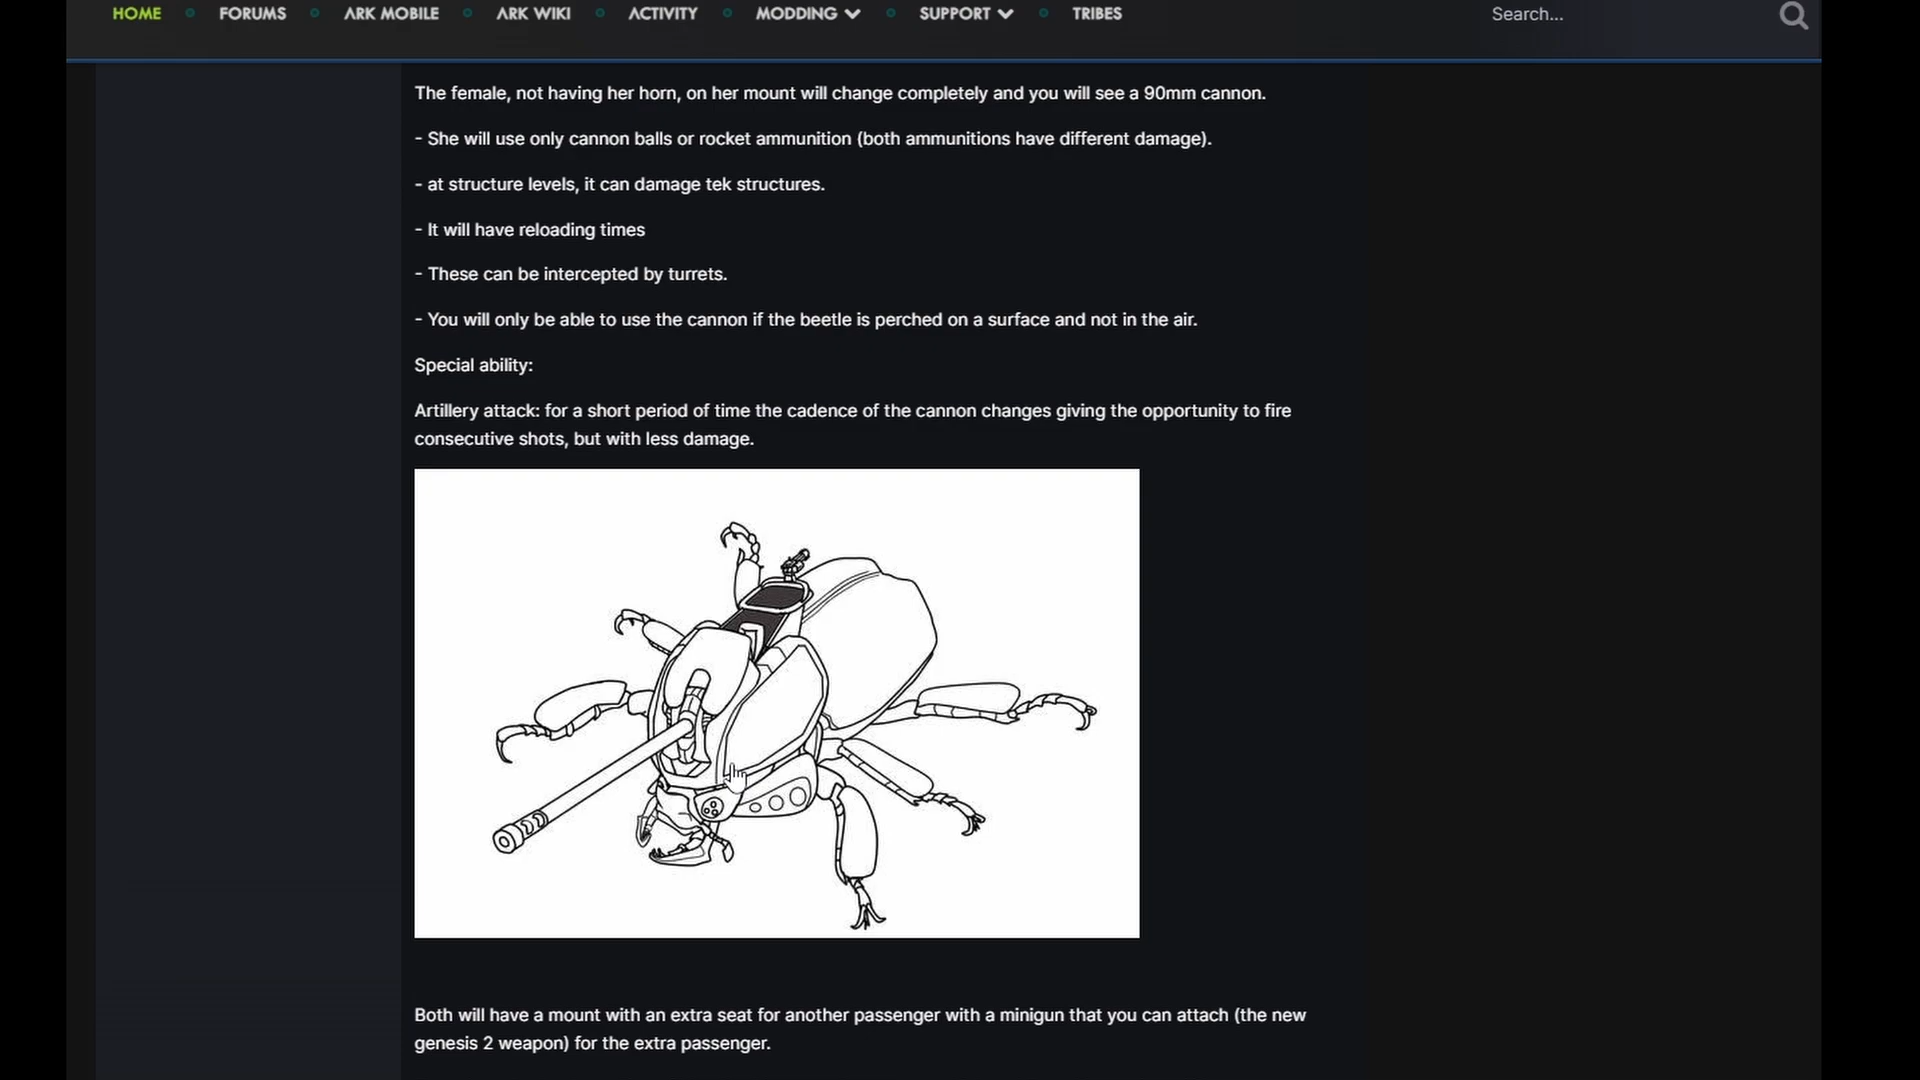 HOME FORUMS ARK MOBILE ARK WIKI ACTIVITY MODDING SUPPORT TRIBES Search...
The female, not having her horn, on her mount will change completely and you will see a 90mm cannon.
- She will use only cannon balls or rocket ammunition (both ammunitions have different damage).
- at structure levels, it can damage tek structures.
- It will have reloading times
- These can be intercepted by turrets.
- You will only be able to use the cannon if the beetle is perched on a surface and not in the air.
Special ability:
Artillery attack: for a short period of time the cadence of the cannon changes giving the opportunity to fire
consecutive shots, but with less damage.
Both will have a mount with an extra seat for another passenger with a minigun that you can attach (the new
genesis 2 weapon) for the extra passenger.